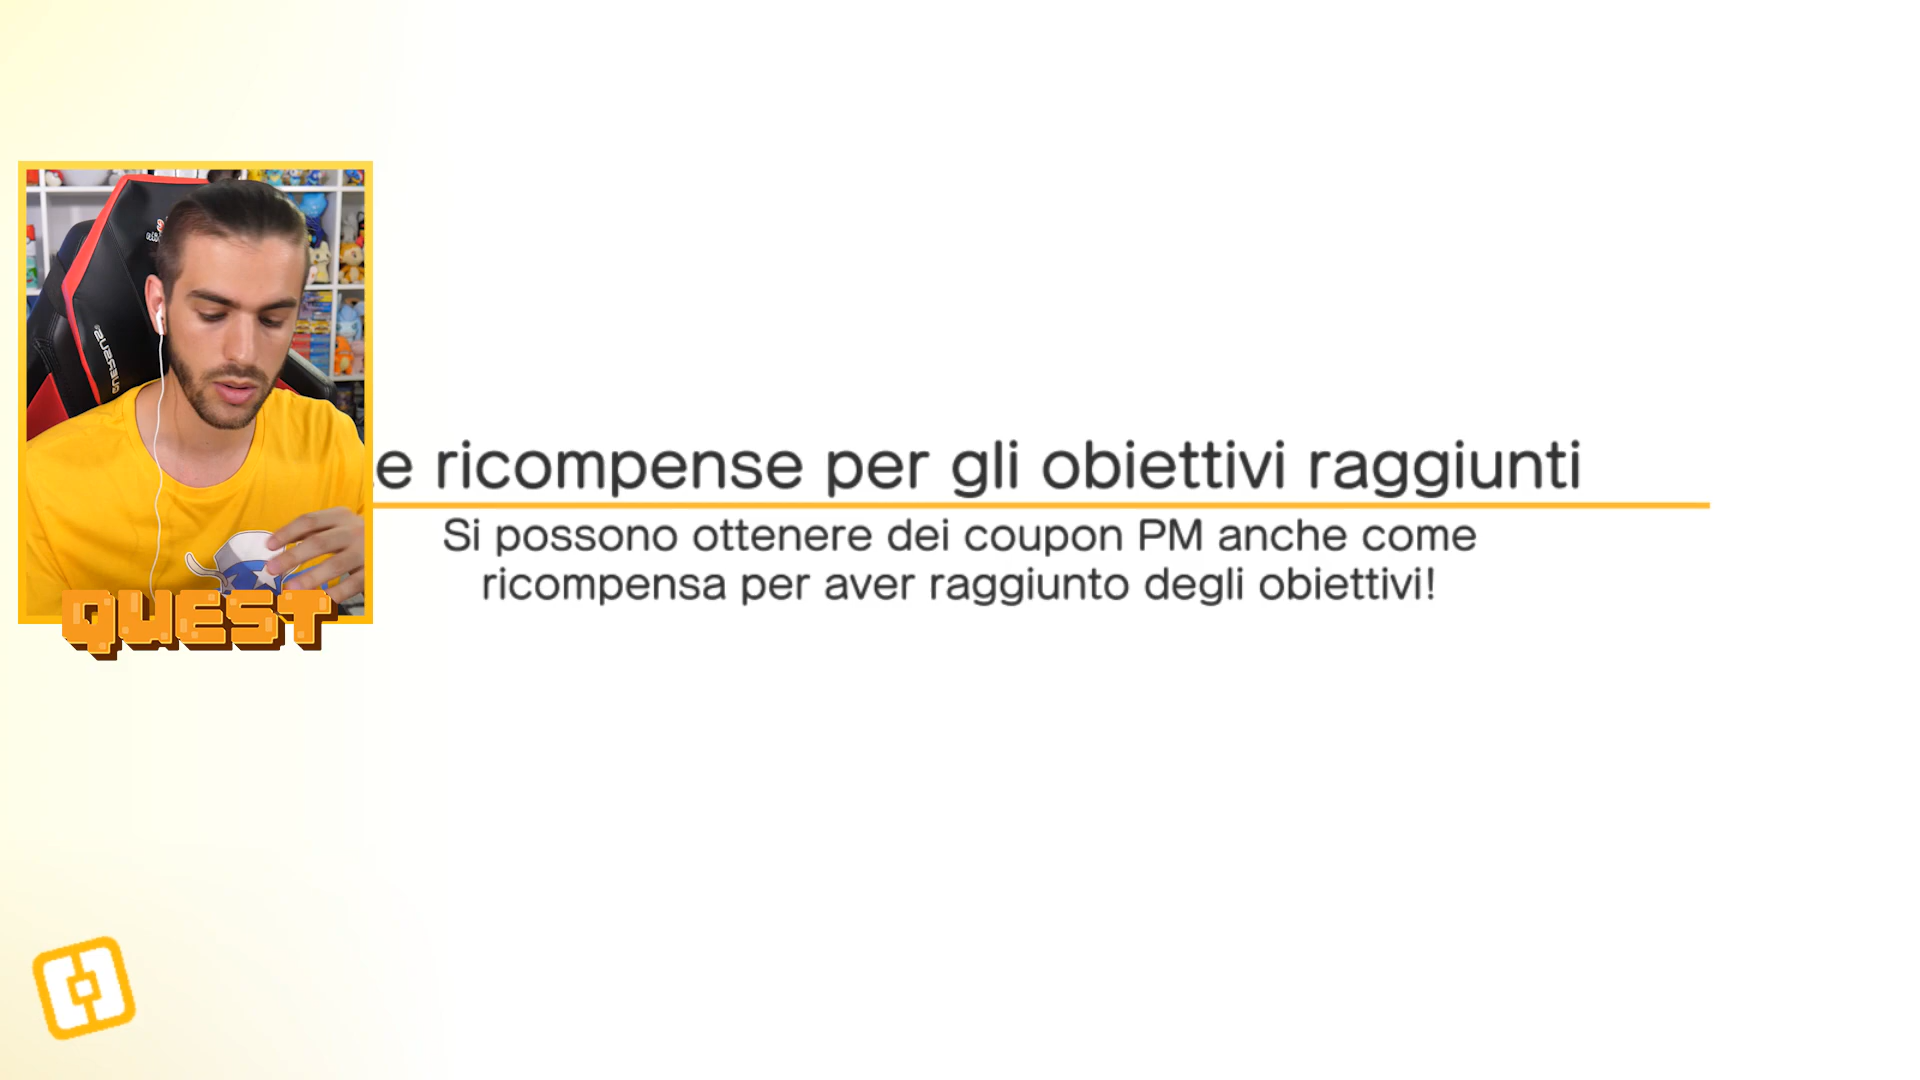 e ricompense per gli obiettivi raggiunti
Si possono ottenere dei coupon PM anche come
ricompensa per aver raggiunto degli obiettivi!
QUEST